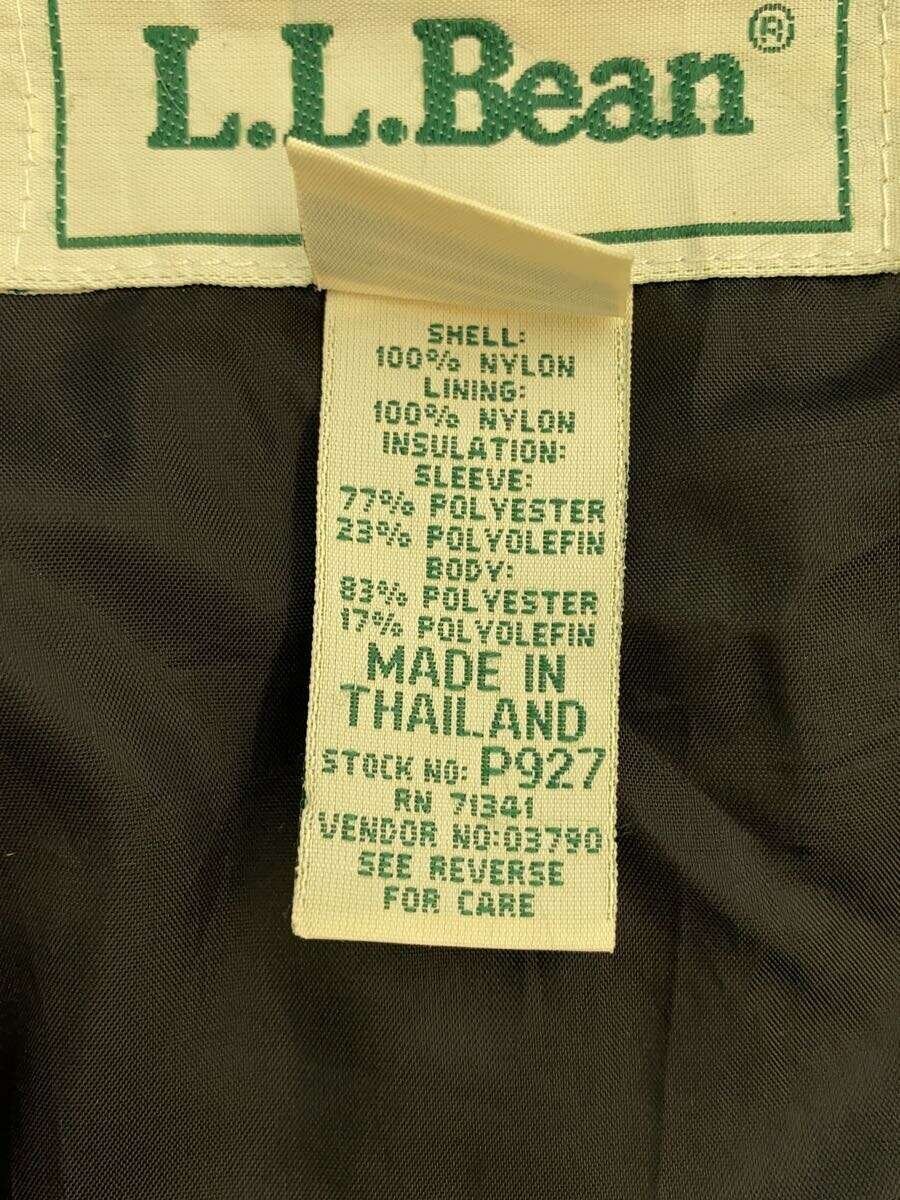 L.L.Bean®
SHELL:
100% NYLON
LINING:
100% NYLON
INSULATION:
SLEEVE:
77% POLYESTER
23% POLYOLEFIN
BODY:
83% POLYESTER
17% POLYOLEFIN
MADE IN
THAILAND
STOCK NO: P927
RN 71341
VENDOR NO:03790
SEE REVERSE
FOR CARE